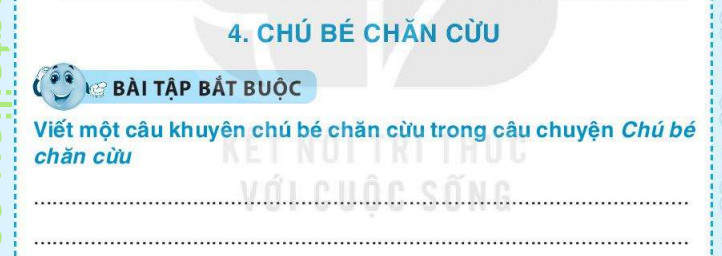 4. CHÚ BÉ CHĂN CỪU
BÀI TẬP BẮT BUỘC
Viết một câu khuyên chú bé chăn cừu trong câu chuyện Chú bé
chăn cừu
KẾT NỐI TRI THỨC
VỚI CUỘC SỐNG